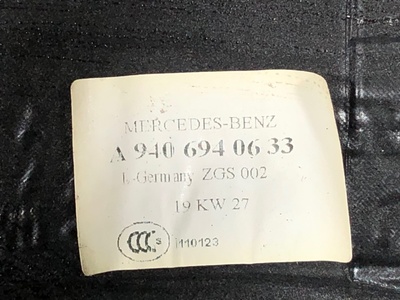 MERCEDES-BENZ
A 940 694 06 33
L-Germany ZGS 002
19 KW 27
CCC S 110123